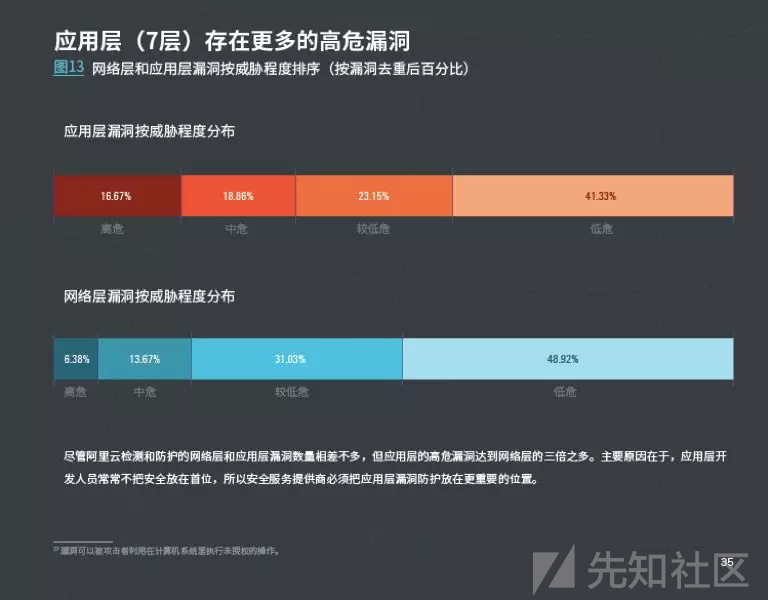 应用层（7层）存在更多的高危漏洞
图13 网络层和应用层漏洞按威胁程度排序（按漏洞去重后百分比）
应用层漏洞按威胁程度分布
16.67% 18.86% 23.15% 41.33%
高危 中危 较低危 低危
网络层漏洞按威胁程度分布
6.38% 13.67% 31.03% 48.92%
高危 中危 较低危 低危
尽管阿里云检测和防护的网络层和应用层漏洞数量相差不多，但应用层的高危漏洞达到网络层的三倍之多。主要原因在于，应用层开
发人员常常不把安全放在首位，所以安全服务提供商必须把应用层漏洞防护放在更重要的位置。
漏洞可以被攻击者利用在计算机系统里执行未授权的操作。
35
先知社区